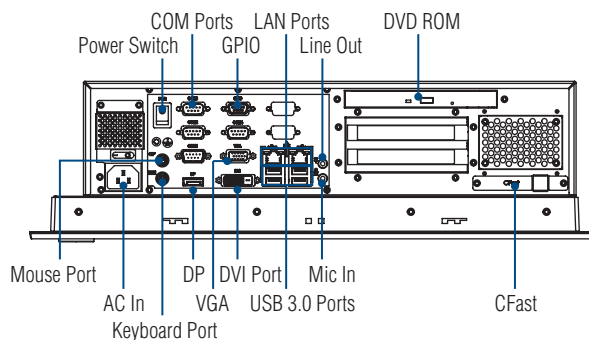 COM Ports LAN Ports DVD ROM
Power Switch GPIO Line Out
Mouse Port DP DVI Port Mic In
AC In VGA USB 3.0 Ports CFast
Keyboard Port